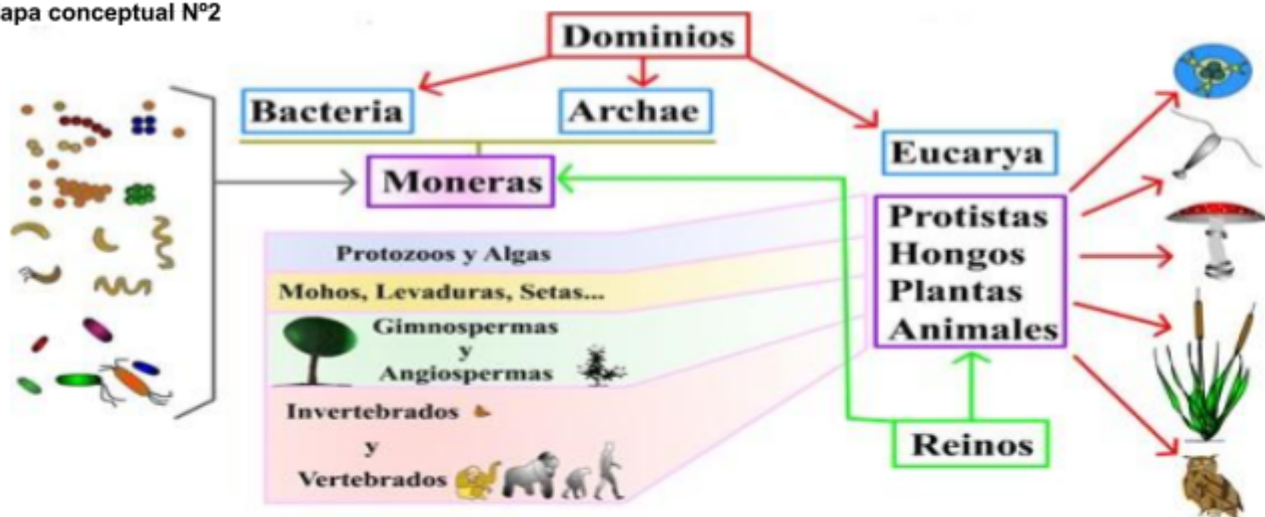 apa conceptual Nº2
Dominios
Bacteria
Archae
Eucarya
Moneras
Protistas
Hongos
Plantas
Animales
Protozoos y Algas
Mohos, Levaduras, Setas...
Gimnospermas
y
Angiospermas
Invertebrados
y
Vertebrados
Reinos